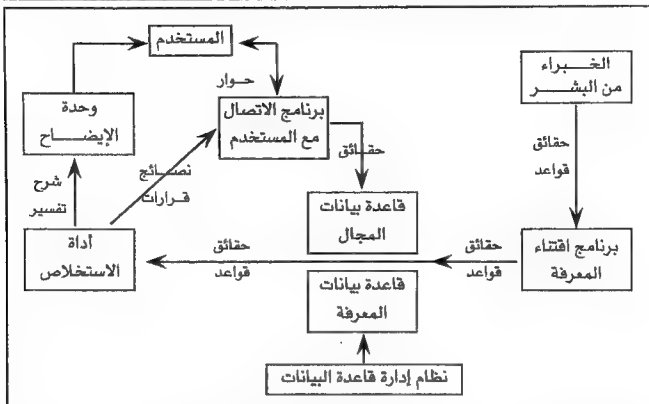 المستخدم
الخبراء
من البشر
حوار
وحدة
الإيضاح
برنامج الاتصال
مع المستخدم
حقائق
نصائح
قرارات
حقائق
قواعد
شرح
تفسير
قاعدة بيانات
المجال
أداة
الاستخلاص
حقائق
قواعد
حقائق
قواعد
برنامج اقتناء
المعرفة
قاعدة بيانات
المعرفة
نظام إدارة قاعدة البيانات